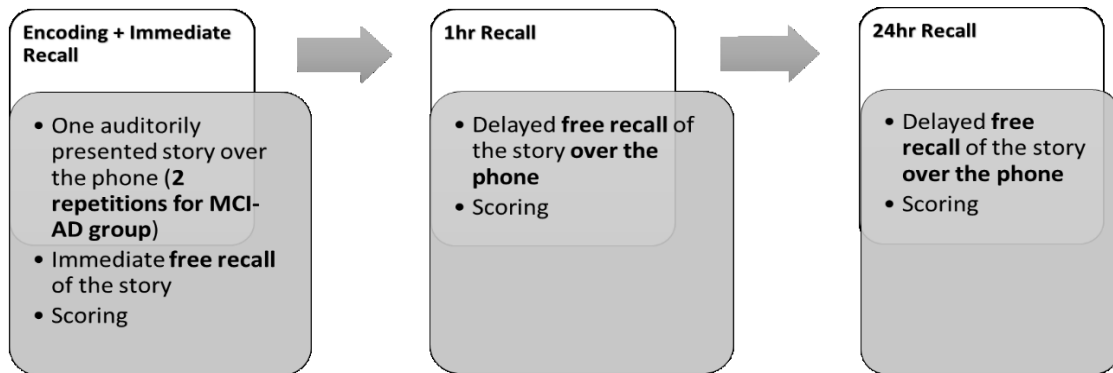 Encoding + Immediate
Recall
• One auditorily
presented story over
the phone (2
repetitions for MCI-
AD group)
• Immediate free recall
of the story
• Scoring
1hr Recall
• Delayed free recall of
the story over the
phone
• Scoring
24hr Recall
• Delayed free
recall of the story
over the phone
• Scoring